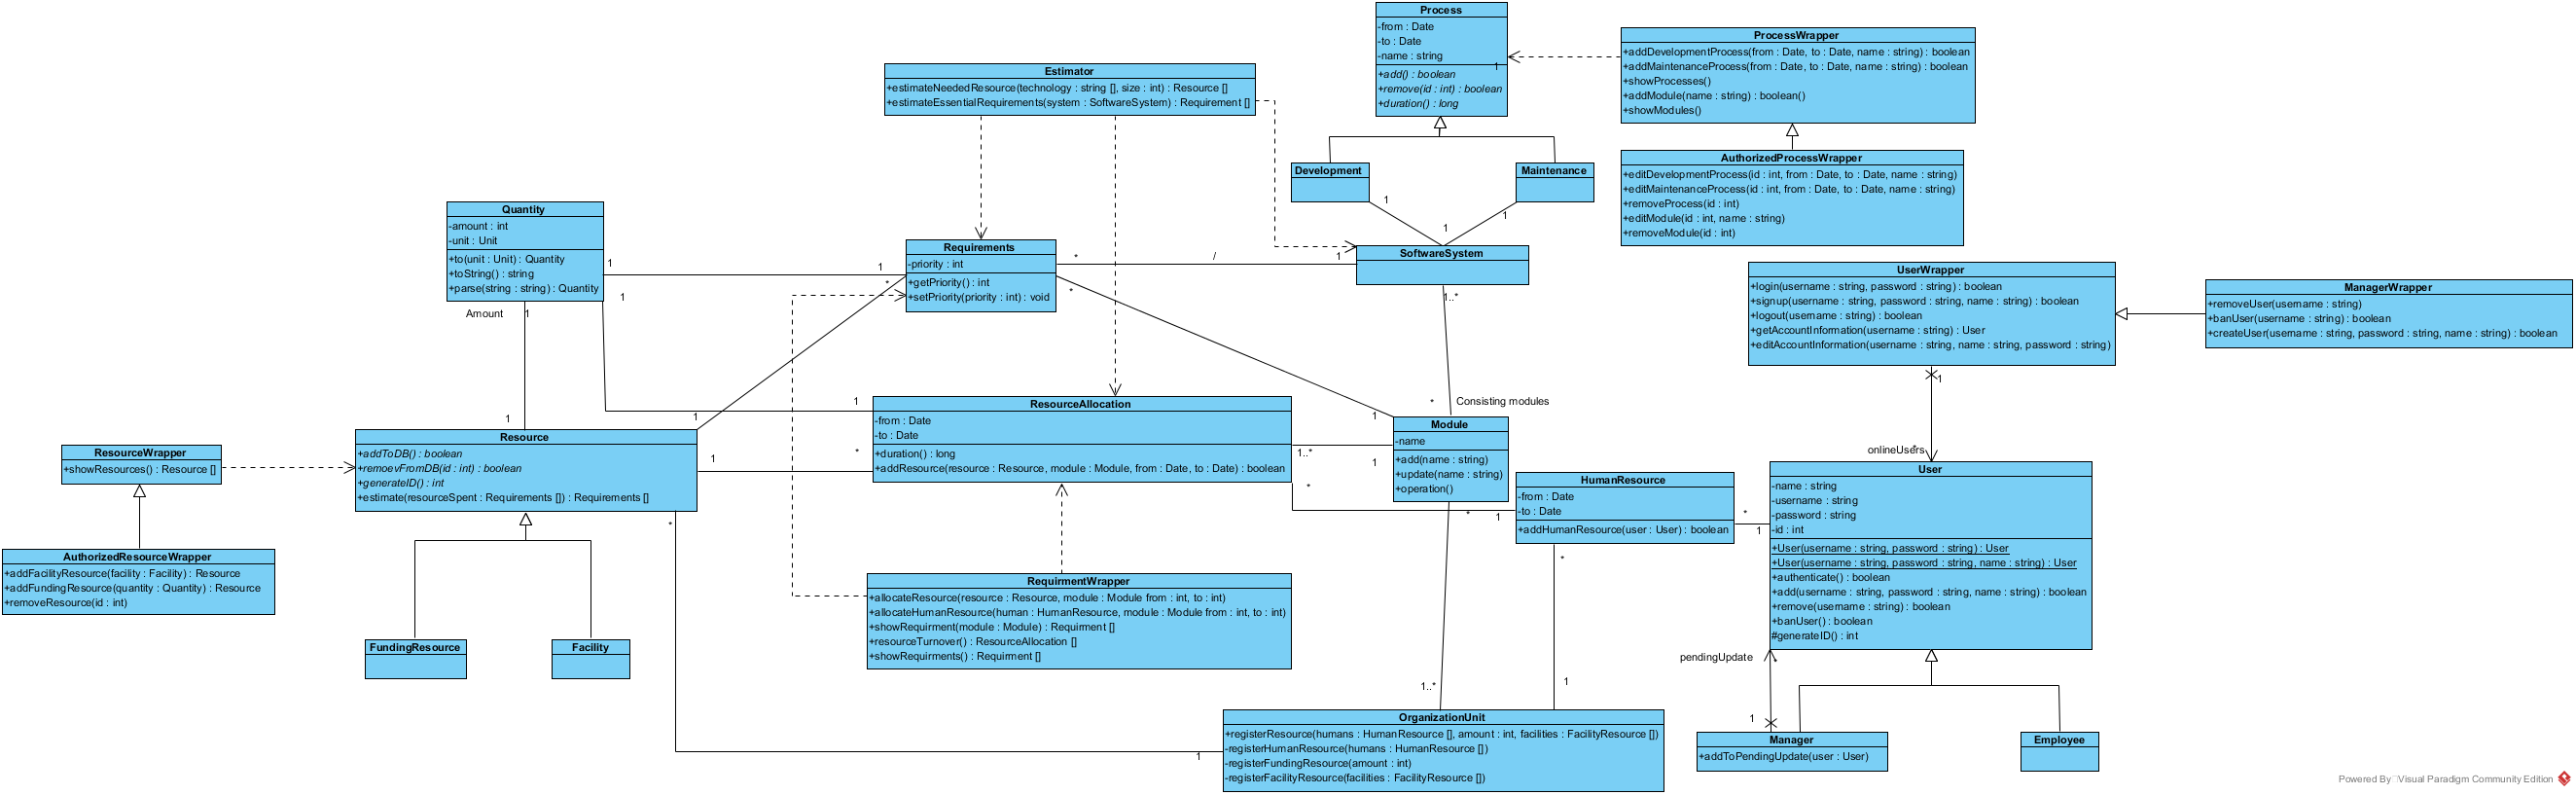 Process
-from : Date
-to : Date
-name : string
+add() : boolean
+remove(id : int) : boolean
+duration() : long
1
ProcessWrapper
+addDevelopmentProcess(from : Date, to : Date, name : string) : boolean
+addMaintenanceProcess(from : Date, to : Date, name : string) : boolean
+showProcesses()
+addModule(name : string) : boolean()
+showModules()
Estimator
+estimateNeededResource(technology : string [], size : int) : Resource []
+estimateEssentialRequirements(system : SoftwareSystem) : Requirement []
Development
Maintenance
1
1
1
AuthorizedProcessWrapper
+editDevelopmentProcess(id : int, from : Date, to : Date, name : string)
+editMaintenanceProcess(id : int, from : Date, to : Date, name : string)
+removeProcess(id : int)
+editModule(id : int, name : string)
+removeModule(id : int)
Quantity
-amount : int
-unit : Unit
+to(unit : Unit) : Quantity
+toString() : string
+parse(string : string) : Quantity
1
1
1
Amount
1
Requirements
-priority : int
+getPriority() : int
+setPriority(priority : int) : void
*
*
*
/
1
SoftwareSystem
1..*
UserWrapper
+login(username : string, password : string) : boolean
+signup(username : string, password : string, name : string) : boolean
+logout(username : string) : boolean
+getAccountInformation(username : string) : User
+editAccountInformation(username : string, name : string, password : string)
1
ManagerWrapper
+removeUser(username : string)
+banUser(username : string) : boolean
+createUser(username : string, password : string, name : string) : boolean
1
1
1
*
Consisting modules
ResourceAllocation
-from : Date
-to : Date
+duration() : long
+addResource(resource : Resource, module : Module, from : Date, to : Date) : boolean
1
*
1..*
1
1
*
Module
-name
+add(name : string)
+update(name : string)
+operation()
ResourceWrapper
+showResources() : Resource []
Resource
+addToDB() : boolean
+remoevFromDB(id : int) : boolean
+generateID() : int
+estimate(resourceSpent : Requirements []) : Requirements []
*
HumanResource
-from : Date
-to : Date
+addHumanResource(user : User) : boolean
*
1
*
1
*
onlineUsers
*
User
-name : string
-username : string
-password : string
-id : int
+User(username : string, password : string) : User
+User(username : string, password : string, name : string) : User
+authenticate() : boolean
+add(username : string, password : string, name : string) : boolean
+remove(username : string) : boolean
+banUser() : boolean
#generateID() : int
AuthorizedResourceWrapper
+addFacilityResource(facility : Facility) : Resource
+addFundingResource(quantity : Quantity) : Resource
+removeResource(id : int)
RequirmentWrapper
+allocateResource(resource : Resource, module : Module from : int, to : int)
+allocateHumanResource(human : HumanResource, module : Module from : int, to : int)
+showRequirment(module : Module) : Requirment []
+resourceTurnover() : ResourceAllocation []
+showRequirments() : Requirment []
FundingResource
Facility
pendingUpdate
*
1..*
1
1
1
OrganizationUnit
+registerResource(humans : HumanResource [], amount : int, facilities : FacilityResource [])
-registerHumanResource(humans : HumanResource [])
-registerFundingResource(amount : int)
-registerFacilityResource(facilities : FacilityResource [])
Manager
+addToPendingUpdate(user : User)
Employee
Powered By Visual Paradigm Community Edition